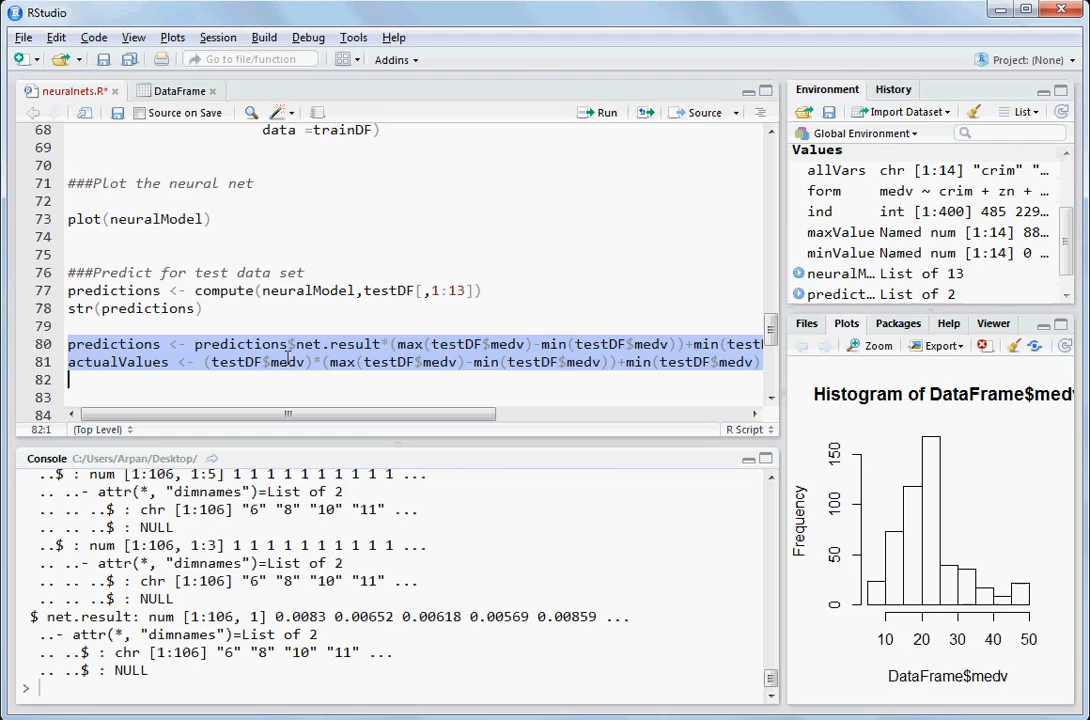 RStudio
File Edit Code View Plots Session Build Debug Tools Help
Go to file/function Addins Project: (None)
neuralnets.R* DataFrame
Source on Save Run Source
68 data =trainDF)
69
70
71 ###Plot the neural net
72
73 plot(neuralModel)
74
75
76 ###Predict for test data set
77 predictions <- compute(neuralModel,testDF[,1:13])
78 str(predictions)
79
80 predictions <- predictions$net.result*(max(testDF$medv)-min(testDF$medv))+min(testD
81 actualValues <- (testDF$medv)*(max(testDF$medv)-min(testDF$medv))+min(testDF$medv)
82
83
84
82:1 (Top Level) R Script
Console C:/Users/Arpan/Desktop/
..$ : num [1:106, 1:5] 1 1 1 1 1 1 1 1 1 1 ...
.. ..- attr(*, "dimnames")=List of 2
.. .. ..$ : chr [1:106] "6" "8" "10" "11" ...
.. .. ..$ : NULL
..$ : num [1:106, 1:3] 1 1 1 1 1 1 1 1 1 1 ...
.. ..- attr(*, "dimnames")=List of 2
.. .. ..$ : chr [1:106] "6" "8" "10" "11" ...
.. .. ..$ : NULL
$ net.result: num [1:106, 1] 0.0083 0.00652 0.00618 0.00569 0.00859 ...
..- attr(*, "dimnames")=List of 2
.. ..$ : chr [1:106] "6" "8" "10" "11" ...
.. ..$ : NULL
>
Environment History
Import Dataset List
Global Environment
Values
allVars chr [1:14] "crim" "…
form medv ~ crim + zn + …
ind int [1:400] 485 229…
maxValue Named num [1:14] 88…
minValue Named num [1:14] 0 …
neuralM… List of 13
predict… List of 2
Files Plots Packages Help Viewer
Zoom Export
Histogram of DataFrame$medv
Frequency
150
100
50
0
10 20 30 40 50
DataFrame$medv